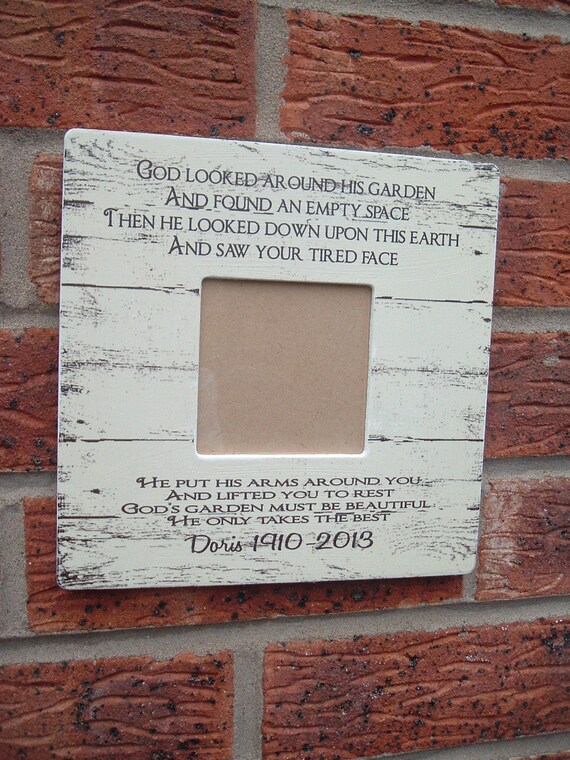 God looked around his garden
And found an empty space
Then he looked down upon this earth
And saw your tired face
He put his arms around you
And lifted you to rest
God's garden must be beautiful
He only takes the best
Doris 1910-2013